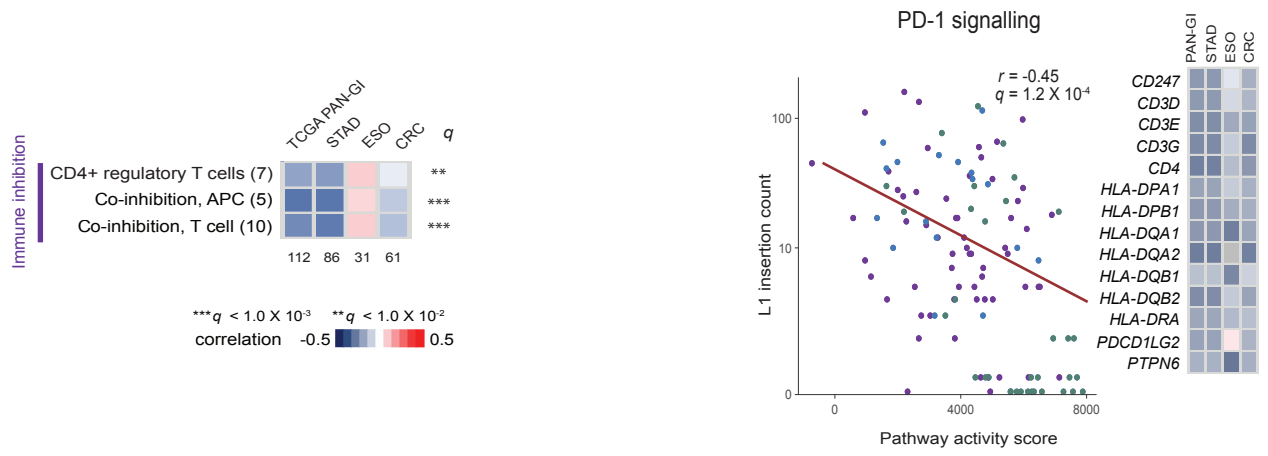 TCGA PAN-GI
STAD
ESO
CRC
q
Immune inhibition
CD4+ regulatory T cells (7)
**
Co-inhibition, APC (5)
***
Co-inhibition, T cell (10)
***
112 86 31 61
***q < 1.0 X 10-3 **q < 1.0 X 10-2
correlation -0.5 0.5
PD-1 signalling
r = -0.45
q = 1.2 X 10-4
L1 insertion count
100
10
0
0 4000 8000
Pathway activity score
PAN-GI
STAD
ESO
CRC
CD247
CD3D
CD3E
CD3G
CD4
HLA-DPA1
HLA-DPB1
HLA-DQA1
HLA-DQA2
HLA-DQB1
HLA-DQB2
HLA-DRA
PDCD1LG2
PTPN6